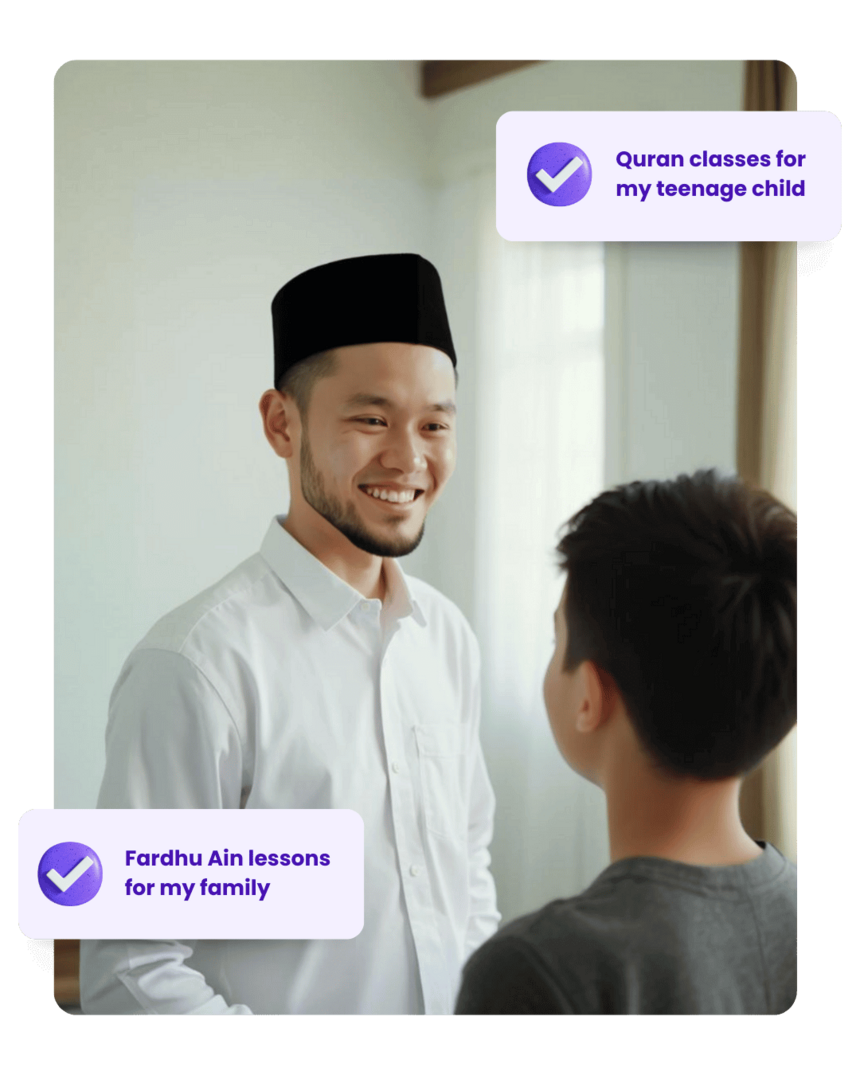 Quran classes for
my teenage child
Fardhu Ain lessons
for my family